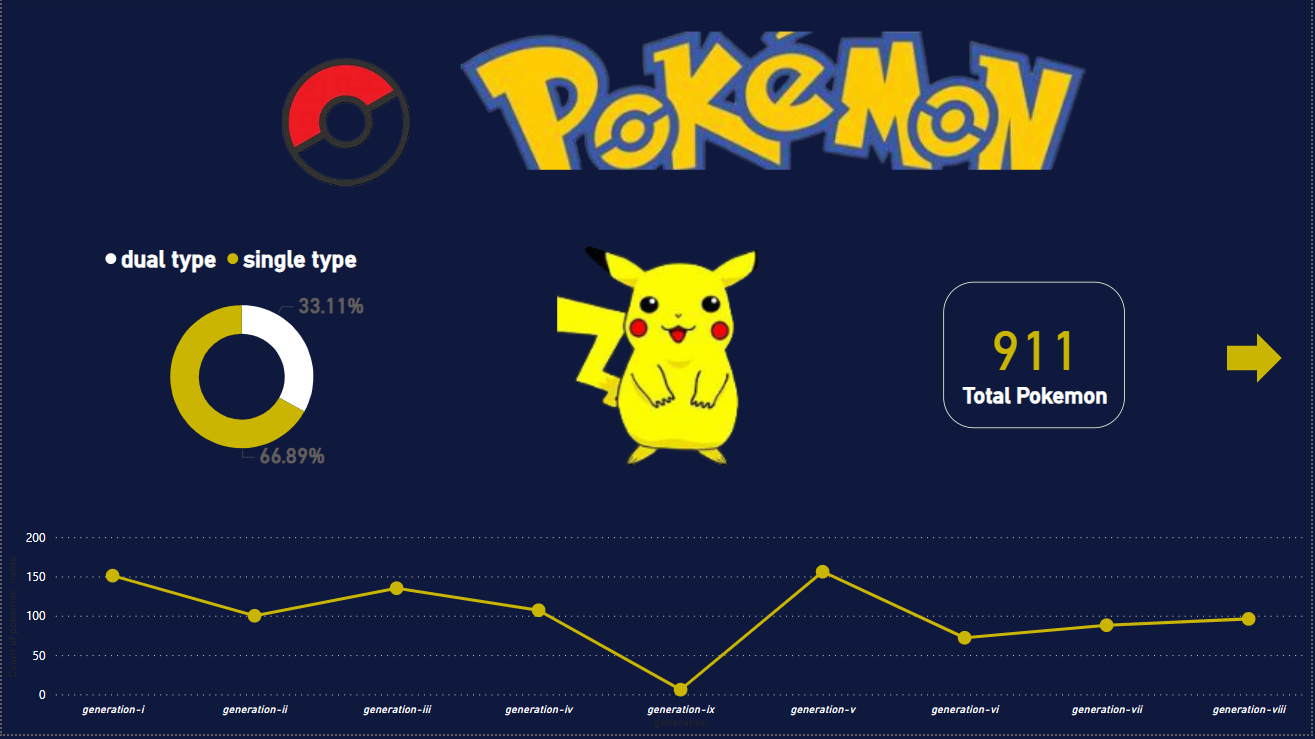 POKéMON
dual type single type
33.11%
66.89%
911
Total Pokemon
200
150
100
50
0
generation-i generation-ii generation-iii generation-iv generation-ix generation-v generation-vi generation-vii generation-viii
generation